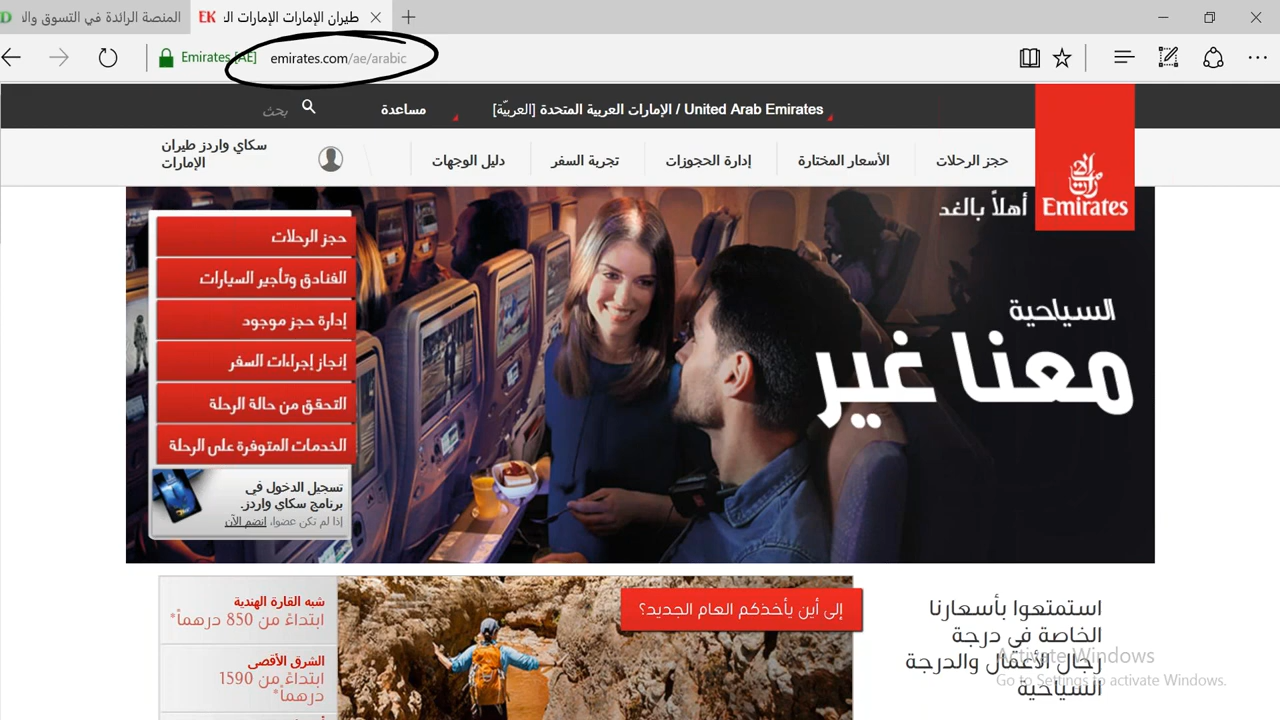 المنصة الرائدة في التسوق والا
EK طيران الإمارات الإمارات ال
Emirates [AE] emirates.com/ae/arabic
United Arab Emirates / الإمارات العربية المتحدة [العربيّة]
مساعدة
بحث
حجز الرحلات
الأسعار المختارة
إدارة الحجوزات
تجربة السفر
دليل الوجهات
سكاي واردز طيران
الإمارات
Emirates
أهلاً بالغد
السياحية
معنا غير
حجز الرحلات
الفنادق وتأجير السيارات
إدارة حجز موجود
إنجاز إجراءات السفر
التحقق من حالة الرحلة
الخدمات المتوفرة على الرحلة
تسجيل الدخول في
برنامج سكاي واردز.
إذا لم تكن عضوا، انضم الآن
استمتعوا بأسعارنا
الخاصة في درجة
رجال الأعمال والدرجة
السياحية
إلى أين يأخذكم العام الجديد؟
شبه القارة الهندية
ابتداءً من 850 درهماً*
الشرق الأقصى
ابتداءً من 1590
درهماً*
Activate Windows
Go to Settings to activate Windows.